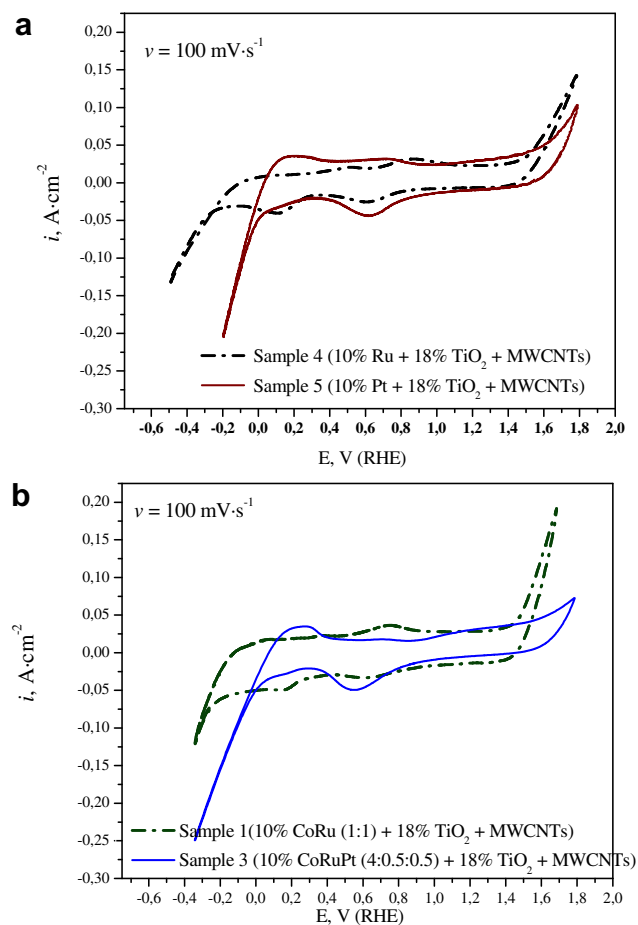 a
ν = 100 mV·s-1
i, A·cm-2
0,20
0,15
0,10
0,05
0,00
-0,05
-0,10
-0,15
-0,20
-0,25
-0,30
Sample 4 (10% Ru + 18% TiO2 + MWCNTs)
Sample 5 (10% Pt + 18% TiO2 + MWCNTs)
-0,6 -0,4 -0,2 0,0 0,2 0,4 0,6 0,8 1,0 1,2 1,4 1,6 1,8 2,0
E, V (RHE)
b
ν = 100 mV·s-1
i, A·cm-2
0,20
0,15
0,10
0,05
0,00
-0,05
-0,10
-0,15
-0,20
-0,25
-0,30
Sample 1(10% CoRu (1:1) + 18% TiO2 + MWCNTs)
Sample 3 (10% CoRuPt (4:0.5:0.5) + 18% TiO2 + MWCNTs)
-0,6 -0,4 -0,2 0,0 0,2 0,4 0,6 0,8 1,0 1,2 1,4 1,6 1,8 2,0
E, V (RHE)